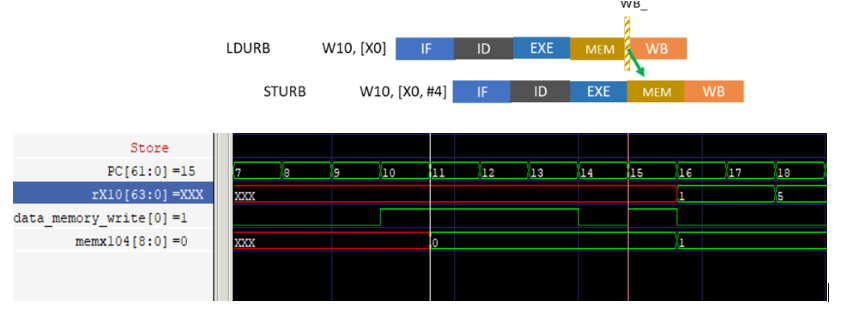 WB_
LDURB W10, [X0] IF ID EXE MEM WB
STURB W10, [X0, #4] IF ID EXE MEM WB
Store
PC[61:0] =15 7 8 9 10 11 12 13 14 15 16 17 18
rX10[63:0] =XXX XXX 1 5
data_memory_write[0] =1
memx104[8:0] =0 XXX 0 1